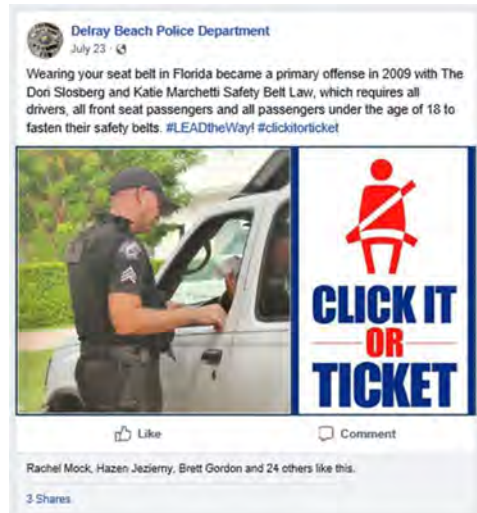 Delray Beach Police Department
July 23 ·
Wearing your seat belt in Florida became a primary offense in 2009 with The
Dori Slosberg and Katie Marchetti Safety Belt Law, which requires all
drivers, all front seat passengers and all passengers under the age of 18 to
fasten their safety belts. #LEADtheWay! #clickitorticket
CLICK IT
OR
TICKET
Like
Comment
Rachel Mock, Hazen Jezierny, Brett Gordon and 24 others like this.
3 Shares